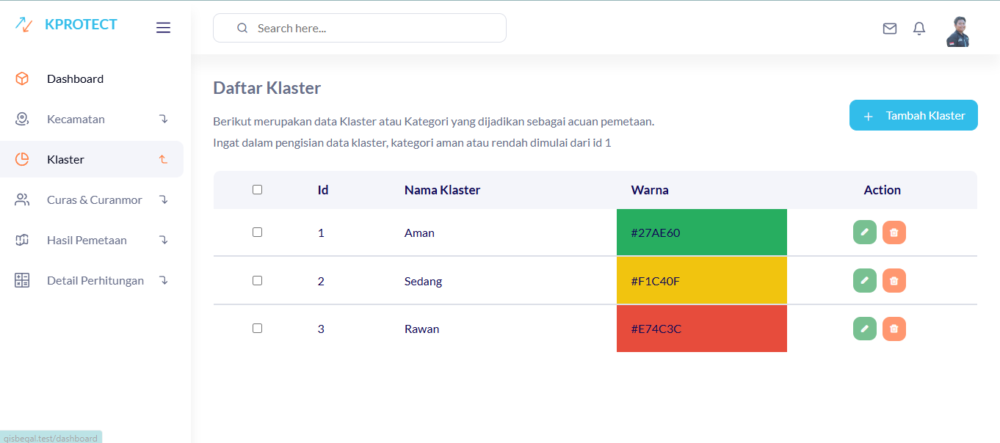 KPROTECT
Search here...
Dashboard
Kecamatan
Klaster
Curas & Curanmor
Hasil Pemetaan
Detail Perhitungan
Daftar Klaster
Berikut merupakan data Klaster atau Kategori yang dijadikan sebagai acuan pemetaan.
Ingat dalam pengisian data klaster, kategori aman atau rendah dimulai dari id 1
+ Tambah Klaster
Id Nama Klaster Warna Action
1 Aman #27AE60
2 Sedang #F1C40F
3 Rawan #E74C3C
gisbegal.test/dashboard